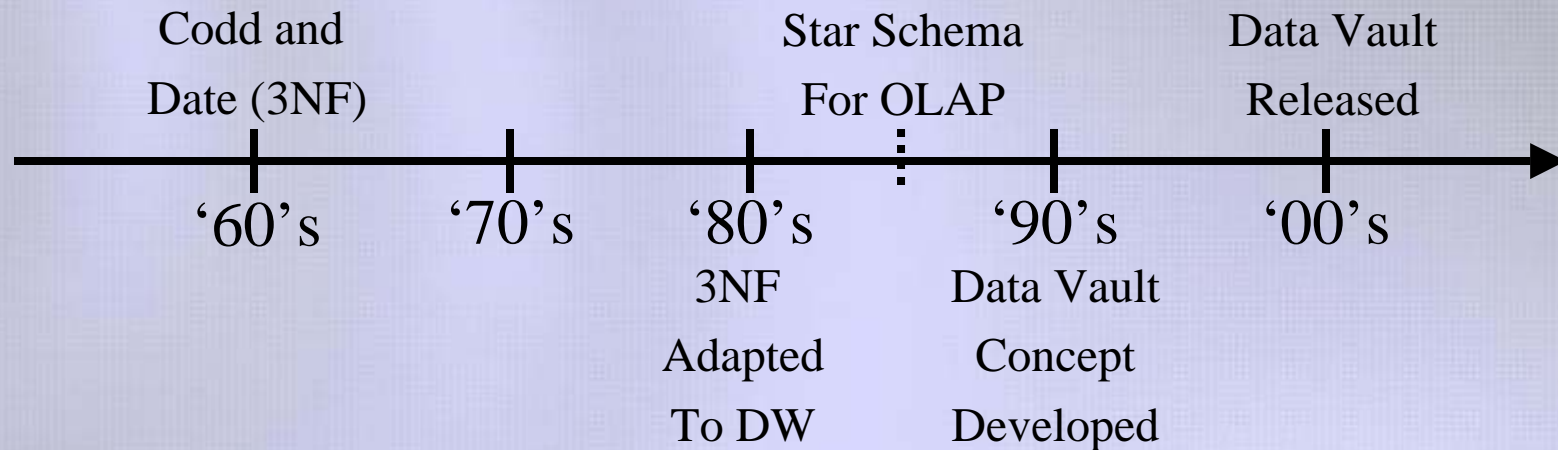 Codd and
Date (3NF)
Star Schema
For OLAP
Data Vault
Released
‘60’s
‘70’s
‘80’s
‘90’s
‘00’s
3NF
Adapted
To DW
Data Vault
Concept
Developed